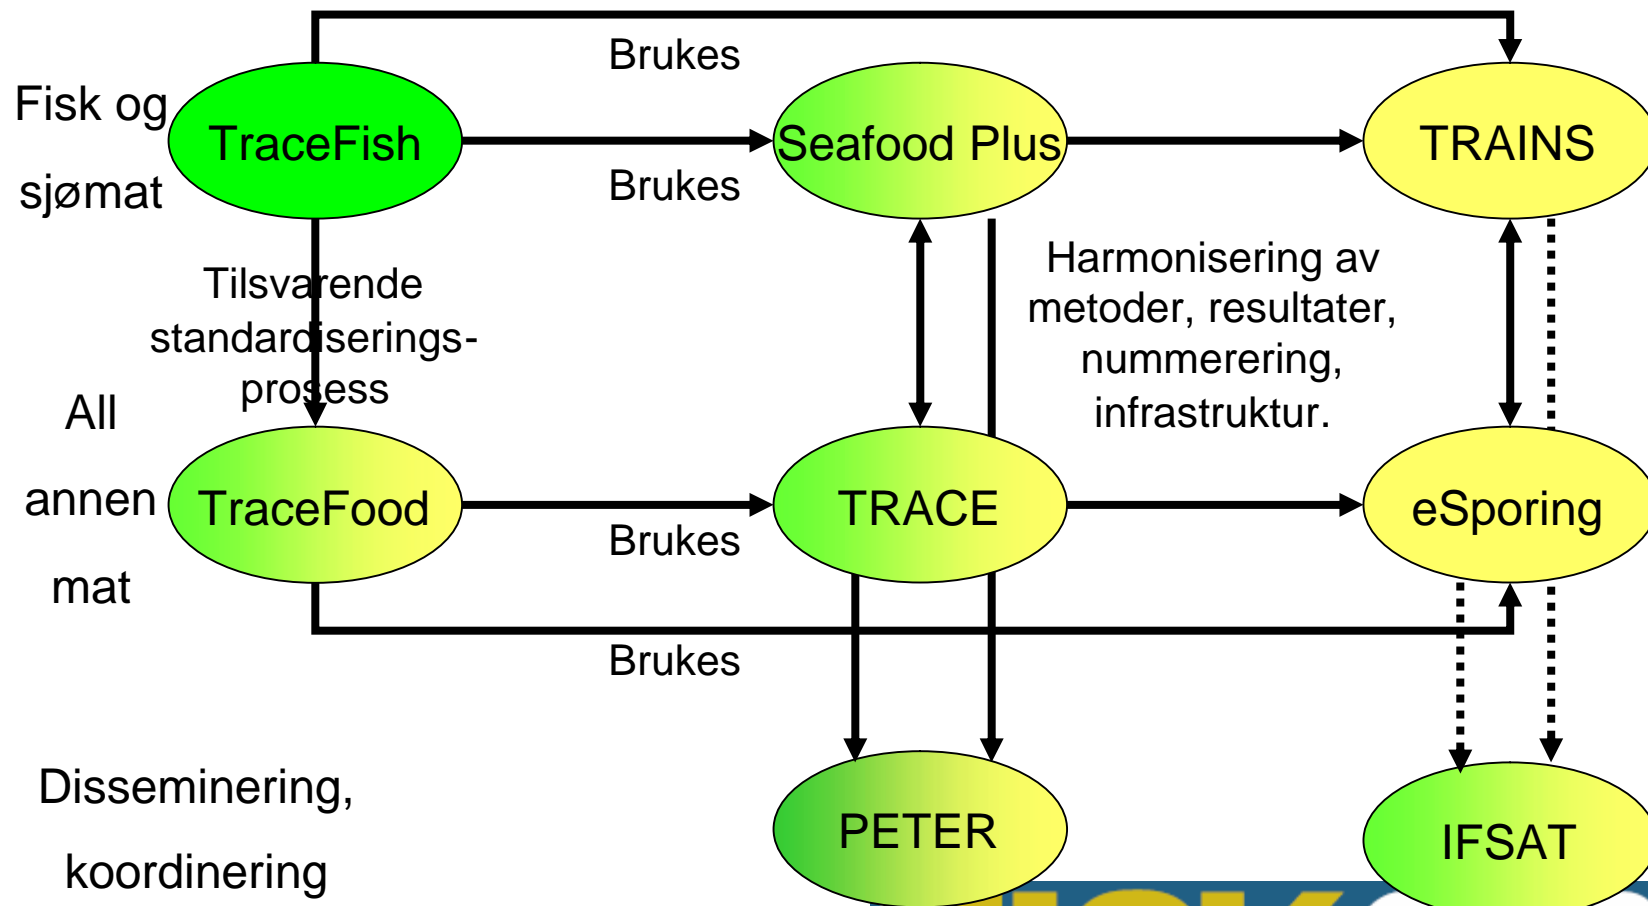 Brukes
Fisk og
sjømat
TraceFish
Seafood Plus
TRAINS
Brukes
Tilsvarende
standardiserings-
prosess
Harmonisering av
metoder, resultater,
nummerering,
infrastruktur.
All
annen
mat
TraceFood
TRACE
eSporing
Brukes
Brukes
Disseminering,
koordinering
PETER
IFSAT